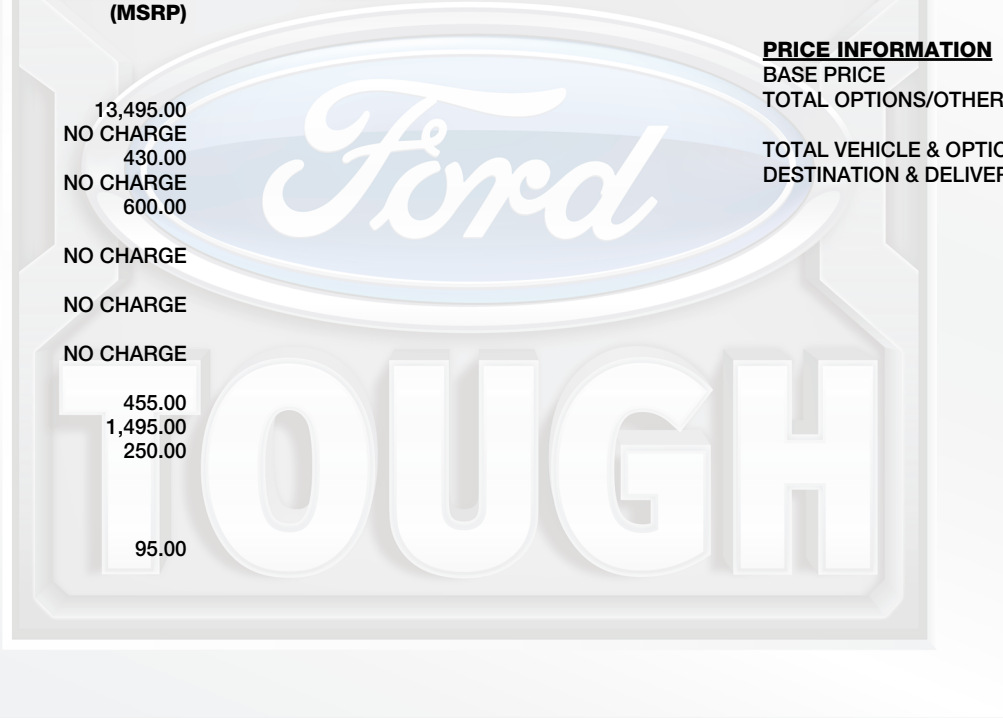 (MSRP)
13,495.00
NO CHARGE
430.00
NO CHARGE
600.00
NO CHARGE
NO CHARGE
NO CHARGE
455.00
1,495.00
250.00
95.00
PRICE INFORMATION
BASE PRICE
TOTAL OPTIONS/OTHER
TOTAL VEHICLE & OPTIO
DESTINATION & DELIVER
Ford
TOUGH